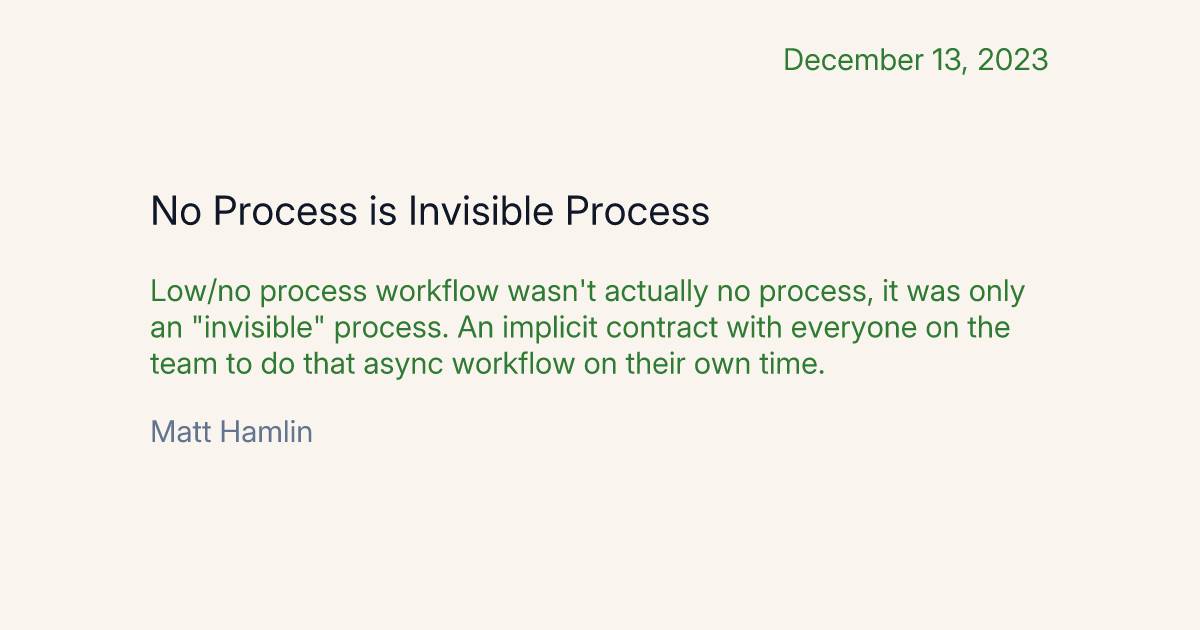 December 13, 2023
No Process is Invisible Process
Low/no process workflow wasn't actually no process, it was only
an "invisible" process. An implicit contract with everyone on the
team to do that async workflow on their own time.
Matt Hamlin